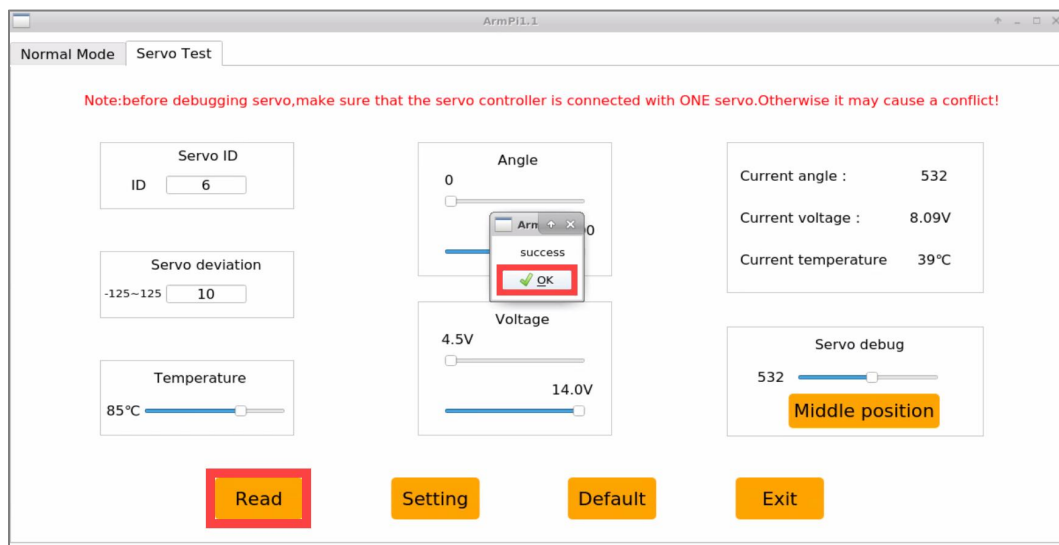 ArmPi1.1
Normal Mode
Servo Test
Note:before debugging servo,make sure that the servo controller is connected with ONE servo.Otherwise it may cause a conflict!
Servo ID
ID 6
Servo deviation
-125~125 10
Temperature
85℃
Angle
0
00
Arm
success
OK
Voltage
4.5V
14.0V
Current angle : 532
Current voltage : 8.09V
Current temperature 39℃
Servo debug
532
Middle position
Read
Setting
Default
Exit